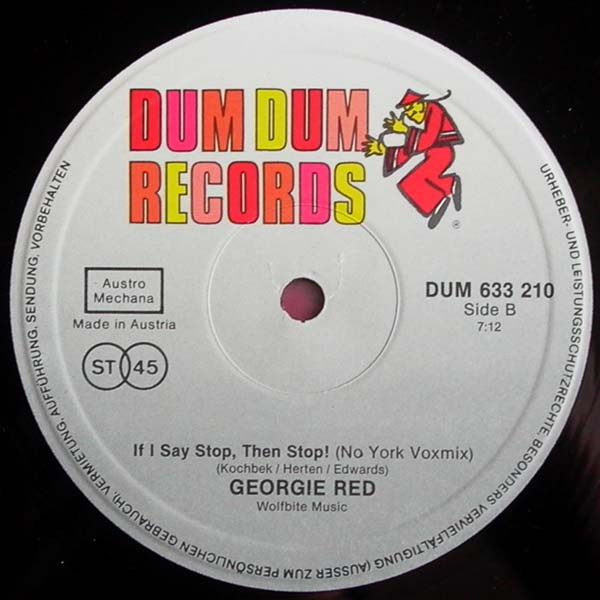 DUM DUM
RECORDS
®
Austro
Mechana
Made in Austria
ST 45
DUM 633 210
Side B
7:12
If I Say Stop, Then Stop! (No York Voxmix)
(Kochbek / Herten / Edwards)
GEORGIE RED
Wolfbite Music
URHEBER- UND LEISTUNGSSCHUTZRECHTE, BESONDERS VERVIELFÄLTIGUNG (AUSSER ZUM PERSÖNLICHEN GEBRAUCH), VERMIETUNG, AUFFÜHRUNG, SENDUNG, VORBEHALTEN